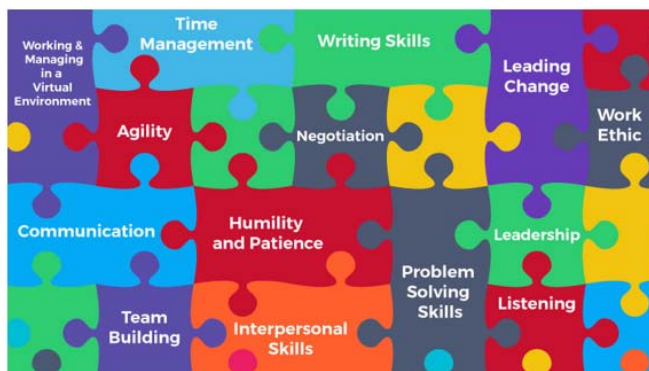 Working &
Managing
in a
Virtual
Environment
Time
Management
Writing Skills
Leading
Change
Agility
Negotiation
Work
Ethic
Communication
Humility
and Patience
Leadership
Problem
Solving
Skills
Team
Building
Interpersonal
Skills
Listening